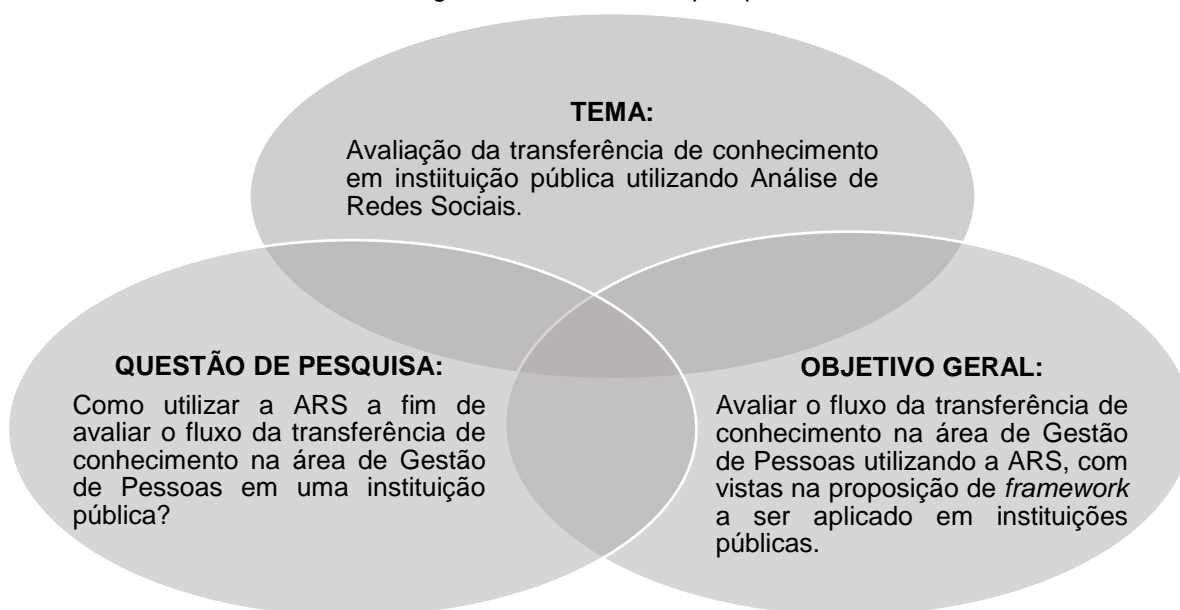 TEMA:
Avaliação da transferência de conhecimento
em instiituição pública utilizando Análise de
Redes Sociais.
QUESTÃO DE PESQUISA:
Como utilizar a ARS a fim de
avaliar o fluxo da transferência de
conhecimento na área de Gestão
de Pessoas em uma instituição
pública?
OBJETIVO GERAL:
Avaliar o fluxo da transferência de
conhecimento na área de Gestão
de Pessoas utilizando a ARS, com
vistas na proposição de framework
a ser aplicado em instituições
públicas.